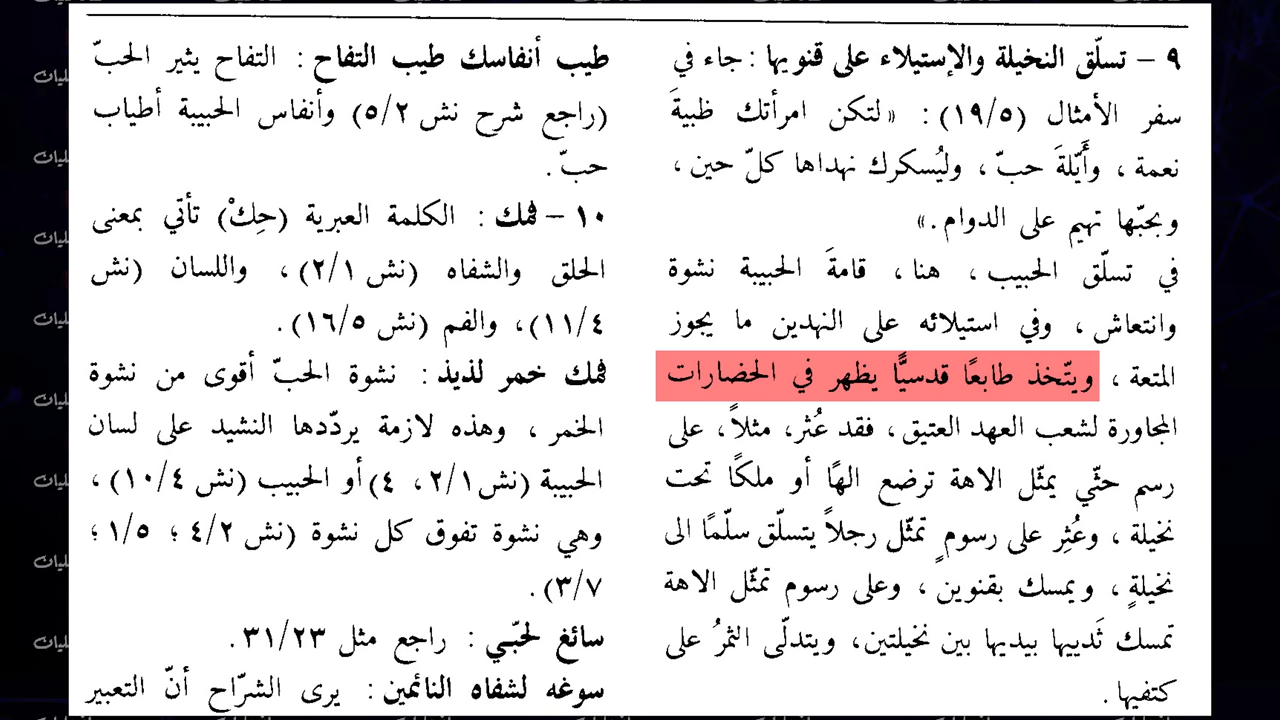 ٩ – تسلّق النخيلة والإستيلاء على قنويها : جاء في
سفر الأمثال (١٩/٥) : «لتكن امرأتك ظبيةَ
نعمة ، وأَيّلةَ حبّ ، وليُسكرك نهداها كلّ حين ،
وبحبّها تهيم على الدوام .»
في تسلّق الحبيب ، هنا ، قامةَ الحبيبة نشوة
وانتعاش ، وفي استيلائه على النهدين ما يجوز
المتعة ، ويتّخذ طابعًا قدسيًّا يظهر في الحضارات
المجاورة لشعب العهد العتيق ، فقد عُثر، مثلاً، على
رسم حثّي يمثّل الاهة ترضع الهًا أو ملكًا تحت
نخيلة ، وعُثِر على رسومٍ تمثّل رجلاً يتسلّق سلّمًا الى
نخيلةٍ ، ويمسك بقنوين ، وعلى رسوم تمثّل الاهة
تمسك ثَدييها بيديها بين نخيلتين، ويتدلّى الثمرُ على
كتفيها .
طيب أنفاسك طيب التفاح : التفاح يثير الحبّ
(راجع شرح نش ٥/٢) وأنفاس الحبيبة أطياب
حبّ .
١٠ – فمك : الكلمة العبرية (حِكْ) تأتي بمعنى
الحلق والشفاه (نش ٢/١) ، واللسان (نش
١١/٤)، والفم (نش ١٦/٥) .
فمك خمر لذيذ : نشوة الحبّ أقوى من نشوة
الخمر ، وهذه لازمة يردّدها النشيد على لسان
الحبيبة (نش ٢/١ ، ٤) أو الحبيب (نش ١٠/٤) ،
وهي نشوة تفوق كل نشوة (نش ٤/٢ ؛ ١/٥ ؛
٣/٧) .
سائغ لحبّي : راجع مثل ٣١/٢٣ .
سوغه لشفاه النائمين : يرى الشرّاح أنّ التعبير